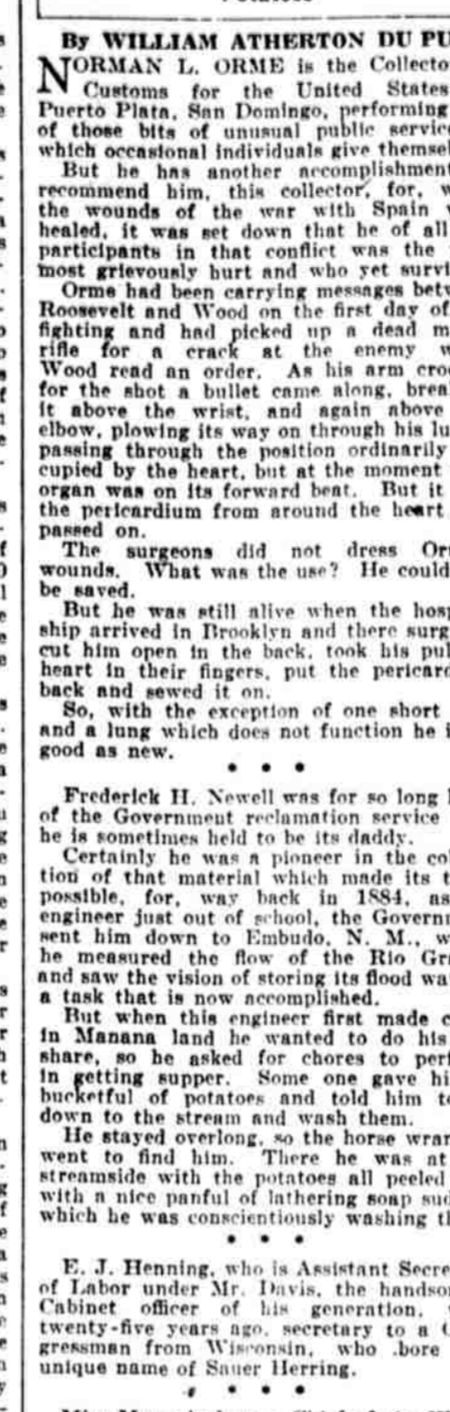 By WILLIAM ATHERTON DU PU
NORMAN L. ORME is the Collecto
Customs for the United States
Puerto Plata, San Domingo, performing
of those bits of unusual public service
which occasional individuals give themsel
But he has another accomplishment
recommend him, this collector, for, w
the wounds of the war with Spain
healed, it was set down that he of all
participants in that conflict was the
most grievously hurt and who yet survi
Orme had been carrying messages betw
Roosevelt and Wood on the first day of
fighting and had picked up a dead m
rifle for a crack at the enemy w
Wood read an order. As his arm croo
for the shot a bullet came along, brea
it above the wrist, and again above
elbow, plowing its way on through his lu
passing through the position ordinarily
cupied by the heart, but at the moment
organ was on its forward beat. But it
the pericardium from around the heart
passed on.
The surgeons did not dress Or
wounds. What was the use? He could
be saved.
But he was still alive when the hosp
ship arrived in Brooklyn and there surg
cut him open in the back, took his pul
heart in their fingers, put the pericard
back and sewed it on.
So, with the exception of one short
and a lung which does not function he i
good as new.
* * *
Frederick H. Newell was for so long
of the Government reclamation service
he is sometimes held to be its daddy.
Certainly he was a pioneer in the co
tion of that material which made its t
possible, for, way back in 1884, as
engineer just out of school, the Governm
sent him down to Embudo, N. M., w
he measured the flow of the Rio Gra
and saw the vision of storing its flood wa
a task that is now accomplished.
But when this engineer first made c
in Manana land he wanted to do his
share, so he asked for chores to perf
in getting supper. Some one gave hi
bucketful of potatoes and told him t
down to the stream and wash them.
He stayed overlong, so the horse wran
went to find him. There he was at
streamside with the potatoes all peeled
with a nice panful of lathering soap sud
which he was conscientiously washing th
* * *
E. J. Henning, who is Assistant Secre
of Labor under Mr. Davis, the handso
Cabinet officer of his generation,
twenty-five years ago, secretary to a C
gressman from Wisconsin, who bore
unique name of Sauer Herring.
* * *